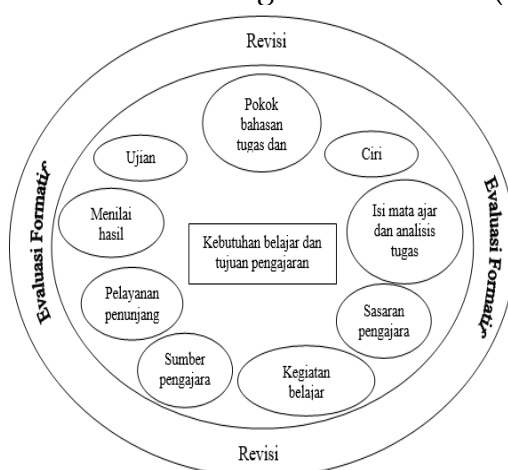 Revisi
Pokok
bahasan
tugas dan
Ujian
Ciri
Menilai
hasil
Isi mata ajar
dan analisis
tugas
Kebutuhan belajar dan
tujuan pengajaran
Evaluasi Formatif
Evaluasi Formatif
Pelayanan
penunjang
Sasaran
pengajara
Sumber
pengajara
Kegiatan
belajar
Revisi